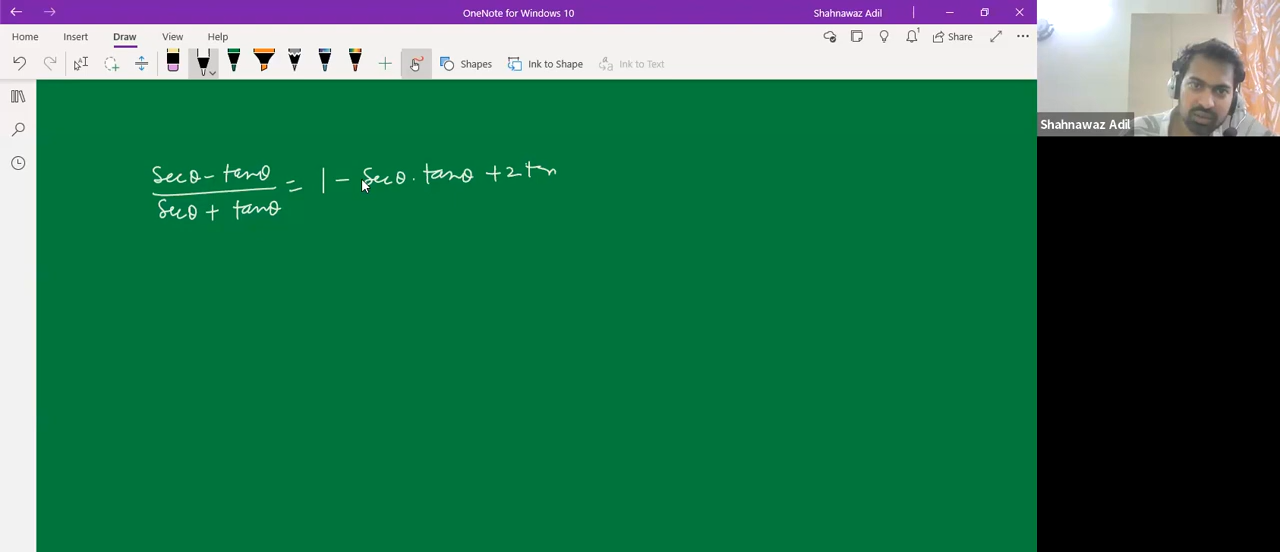 OneNote for Windows 10
Shahnawaz Adil
Home Insert Draw View Help
Share
Shapes Ink to Shape Ink to Text
Shahnawaz Adil
secθ - tanθ
secθ + tanθ
= 1 - secθ . tanθ + 2 tan